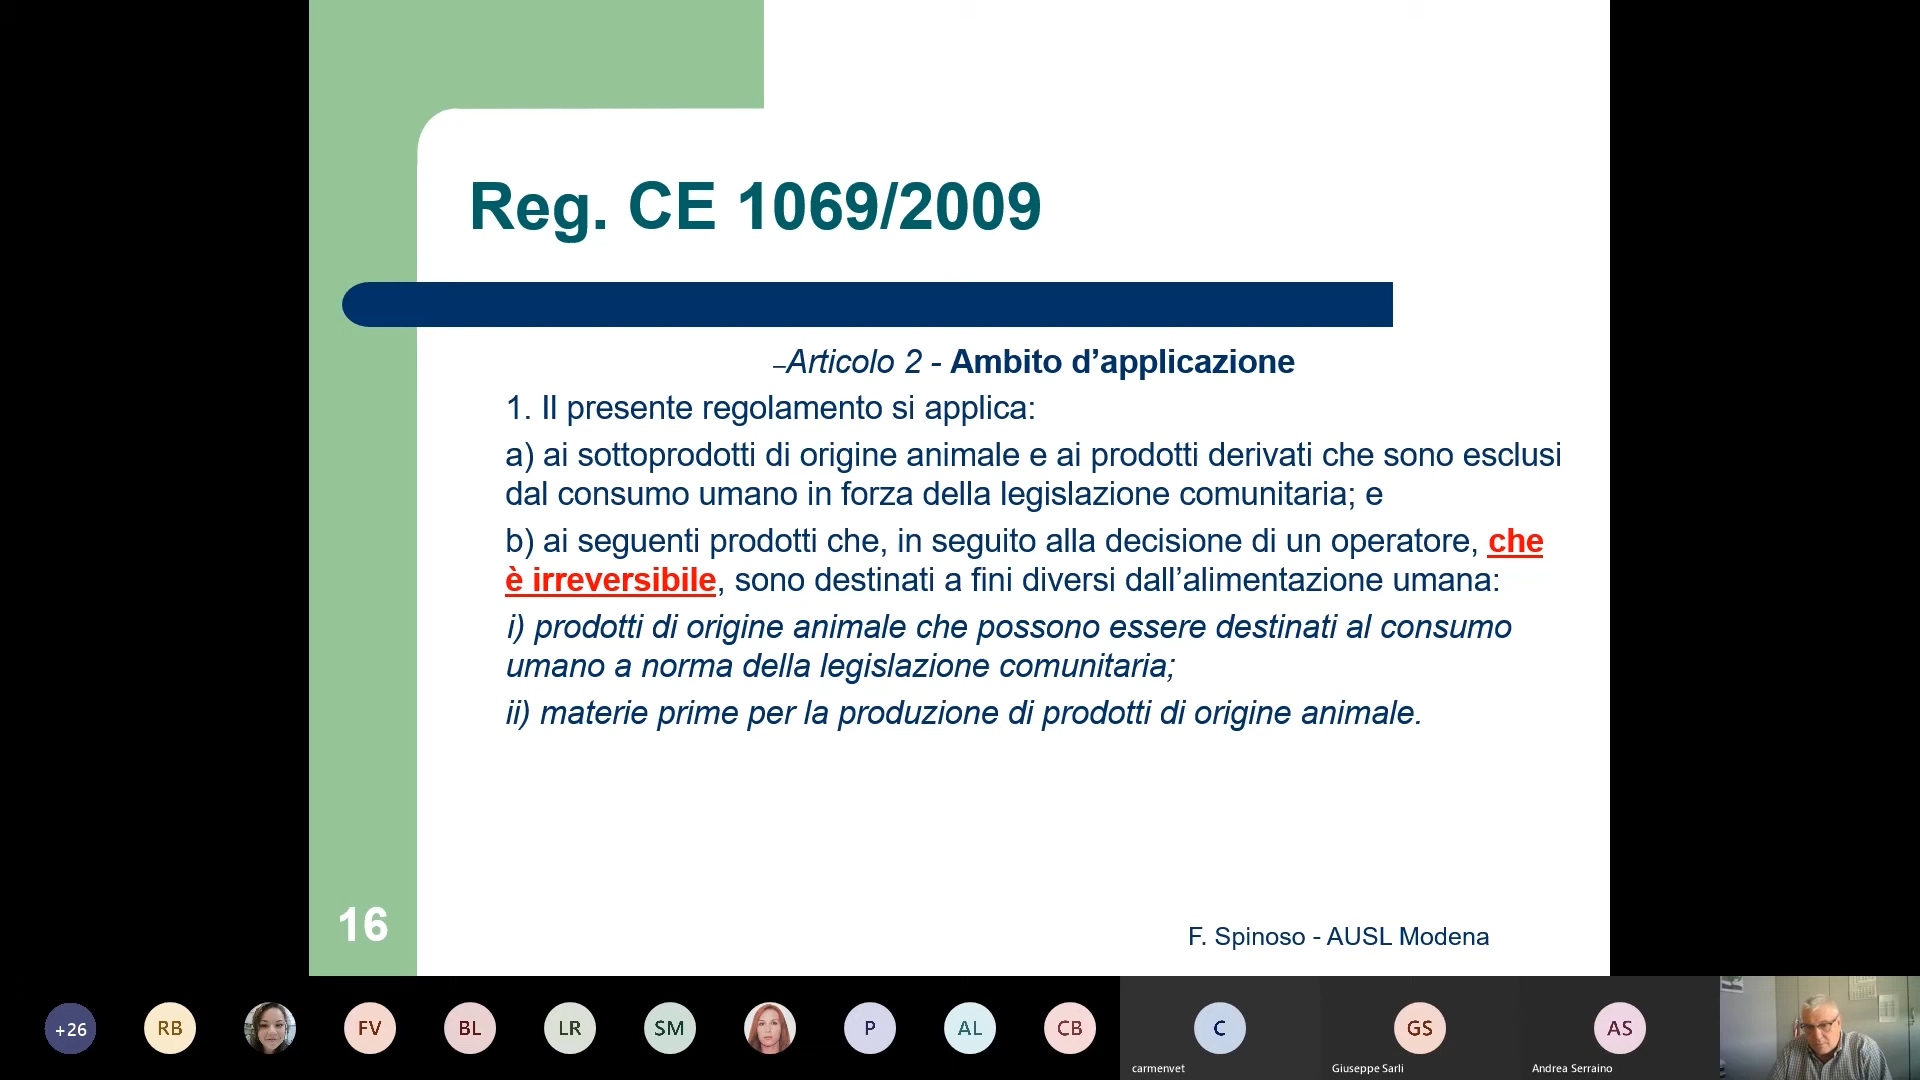 Reg. CE 1069/2009
–Articolo 2 - Ambito d’applicazione
1. Il presente regolamento si applica:
a) ai sottoprodotti di origine animale e ai prodotti derivati che sono esclusi
dal consumo umano in forza della legislazione comunitaria; e
b) ai seguenti prodotti che, in seguito alla decisione di un operatore, che
è irreversibile, sono destinati a fini diversi dall’alimentazione umana:
i) prodotti di origine animale che possono essere destinati al consumo
umano a norma della legislazione comunitaria;
ii) materie prime per la produzione di prodotti di origine animale.
16
F. Spinoso - AUSL Modena
+26
RB
FV
BL
LR
SM
P
AL
CB
C
GS
AS
carmenvet
Giuseppe Sarli
Andrea Serraino